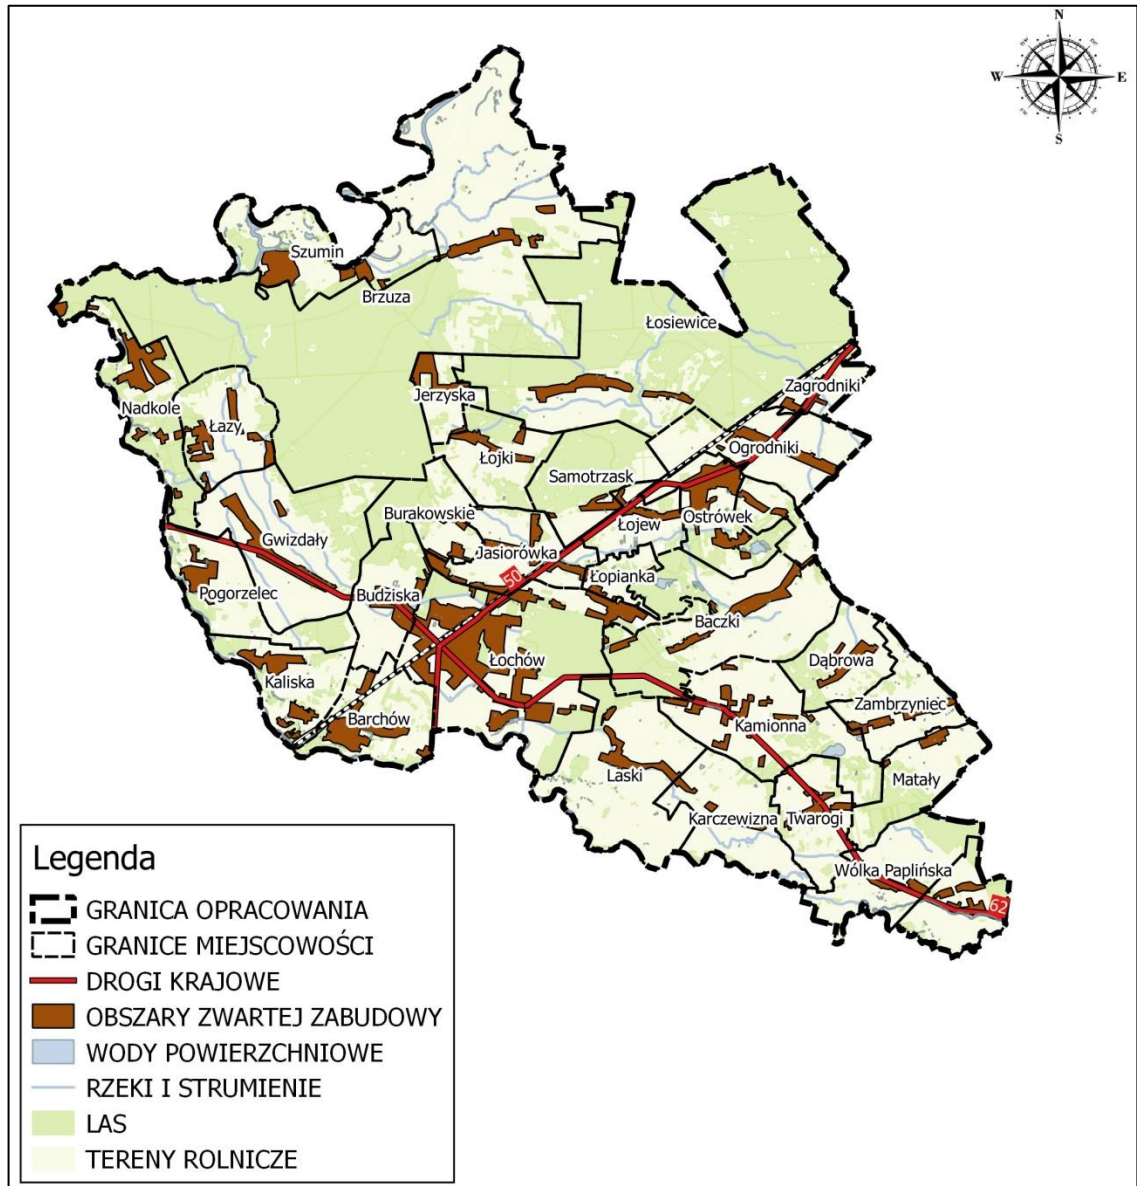 N
W
E
S
Szumin
Brzuza
Łosiewice
Zagrodniki
Jerzyska
Nadkole
Łazy
Ogrodniki
Łojki
Samotrzask
Burakowskie
Łojew
Ostrówek
Gwizdały
Jasiorówka
50
Łopianka
Pogorzelec
Budziska
Baczki
Dąbrowa
Łochów
Kaliska
Zambrzyniec
Barchów
Kamionna
Laski
Matały
Karczewizna
Twarogi
Wólka Paplińska
62
Legenda
GRANICA OPRACOWANIA
GRANICE MIEJSCOWOŚCI
DROGI KRAJOWE
OBSZARY ZWARTEJ ZABUDOWY
WODY POWIERZCHNIOWE
RZEKI I STRUMIENIE
LAS
TERENY ROLNICZE